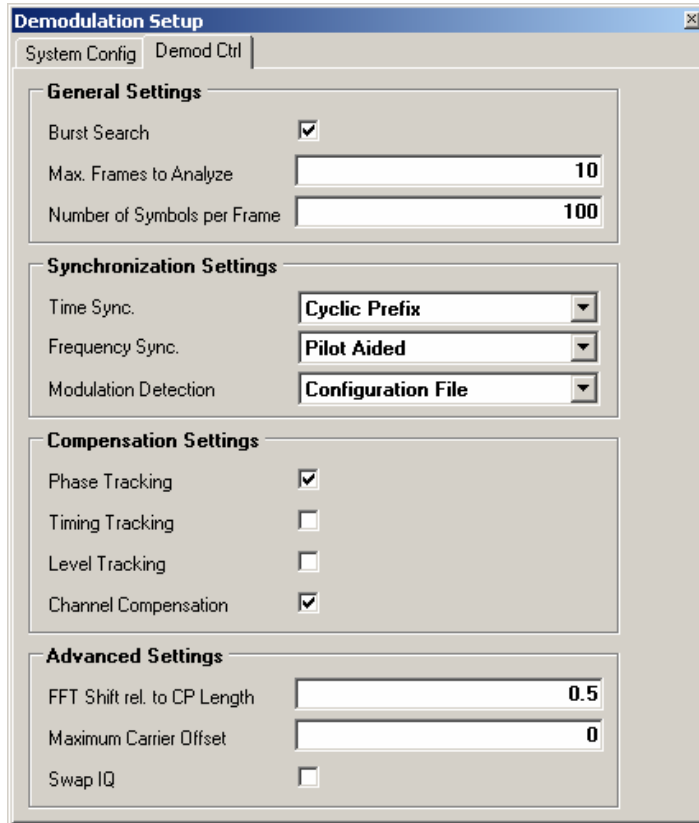 Demodulation Setup
System Config Demod Ctrl
General Settings
Burst Search
Max. Frames to Analyze 10
Number of Symbols per Frame 100
Synchronization Settings
Time Sync. Cyclic Prefix
Frequency Sync. Pilot Aided
Modulation Detection Configuration File
Compensation Settings
Phase Tracking
Timing Tracking
Level Tracking
Channel Compensation
Advanced Settings
FFT Shift rel. to CP Length 0.5
Maximum Carrier Offset 0
Swap IQ